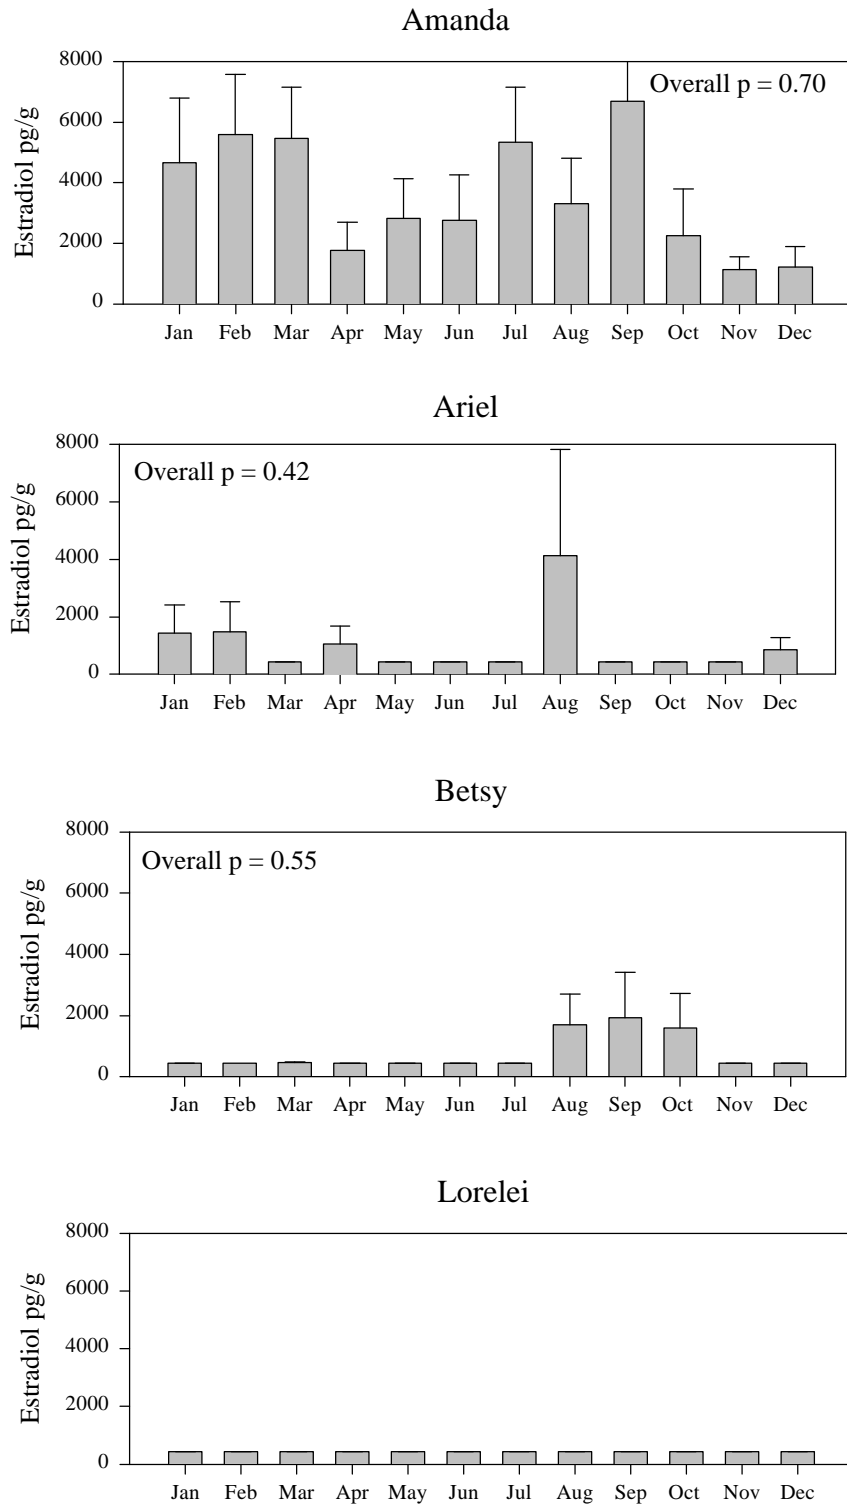 Amanda
Overall p = 0.70
Estradiol pg/g
8000
6000
4000
2000
0
Jan Feb Mar Apr May Jun Jul Aug Sep Oct Nov Dec
Ariel
Overall p = 0.42
Estradiol pg/g
8000
6000
4000
2000
0
Jan Feb Mar Apr May Jun Jul Aug Sep Oct Nov Dec
Betsy
Overall p = 0.55
Estradiol pg/g
8000
6000
4000
2000
0
Jan Feb Mar Apr May Jun Jul Aug Sep Oct Nov Dec
Lorelei
Estradiol pg/g
8000
6000
4000
2000
0
Jan Feb Mar Apr May Jun Jul Aug Sep Oct Nov Dec